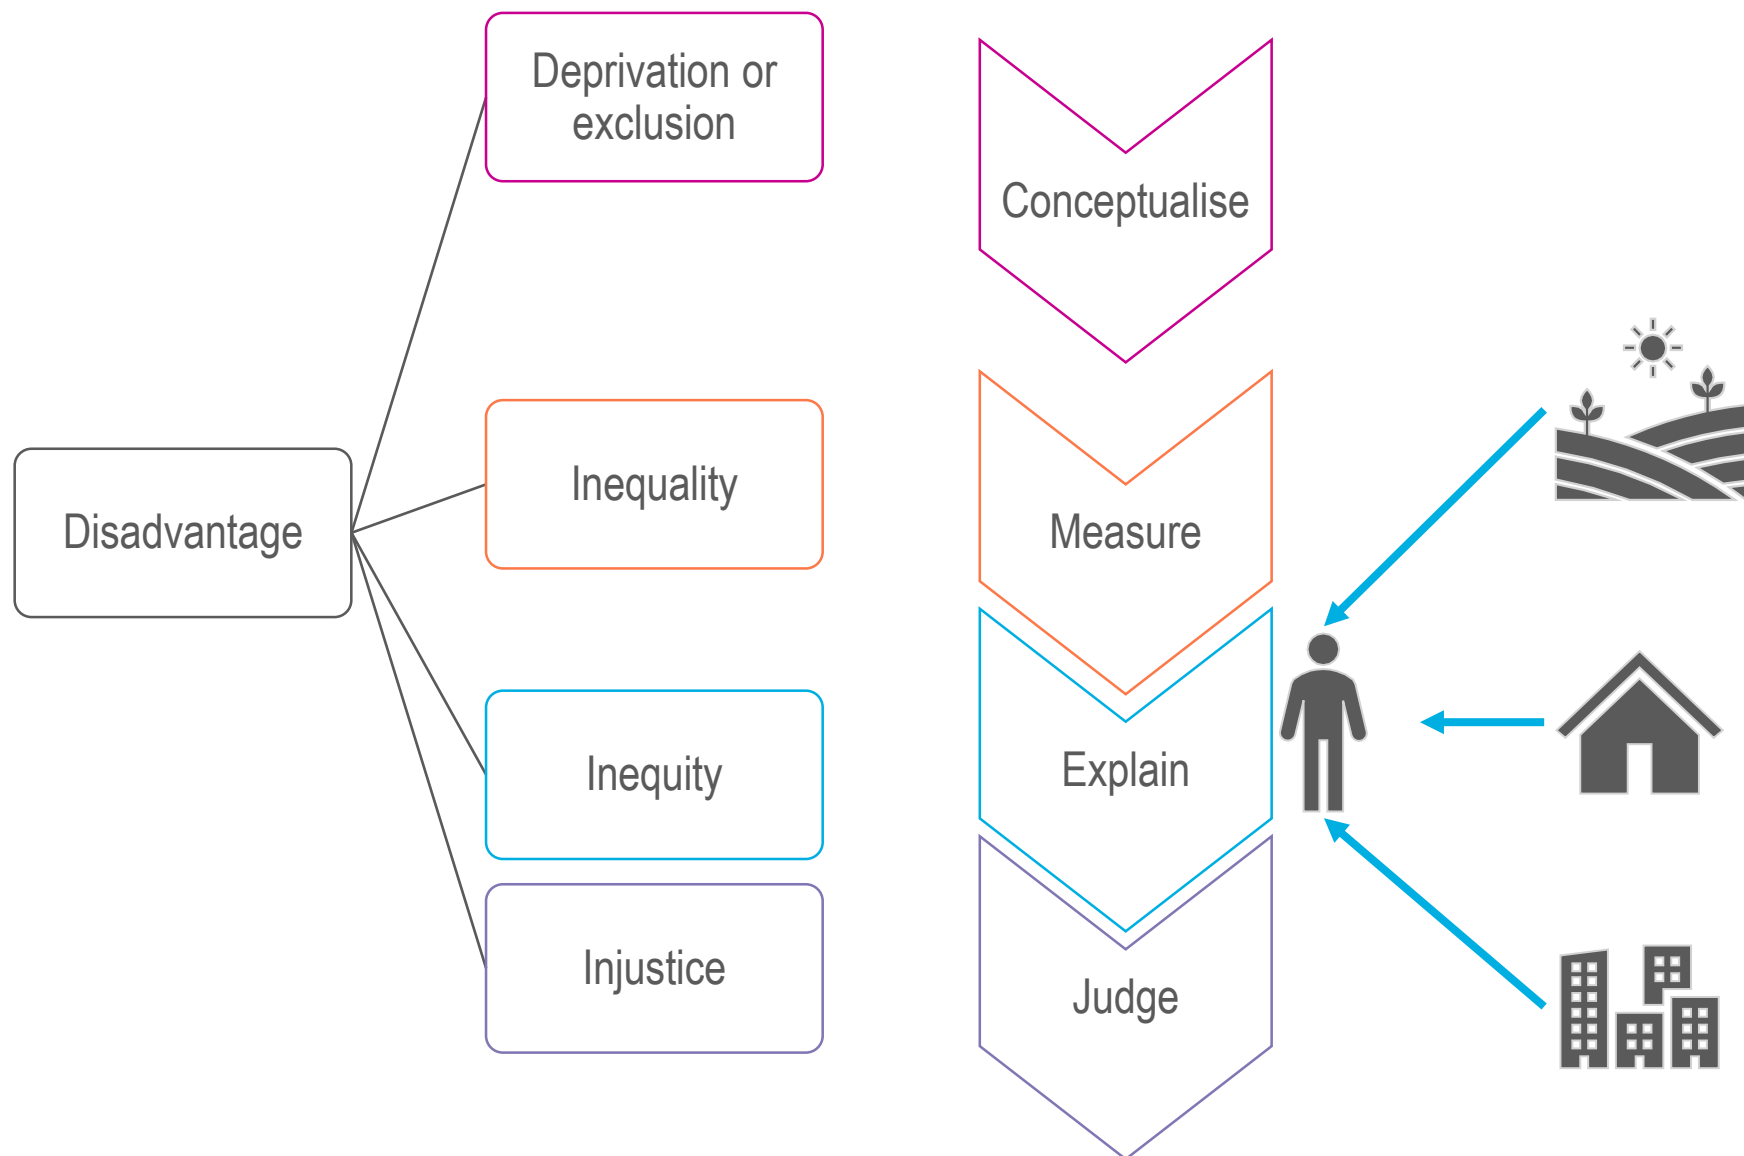 Disadvantage
Deprivation or
exclusion
Inequality
Inequity
Injustice
Conceptualise
Measure
Explain
Judge